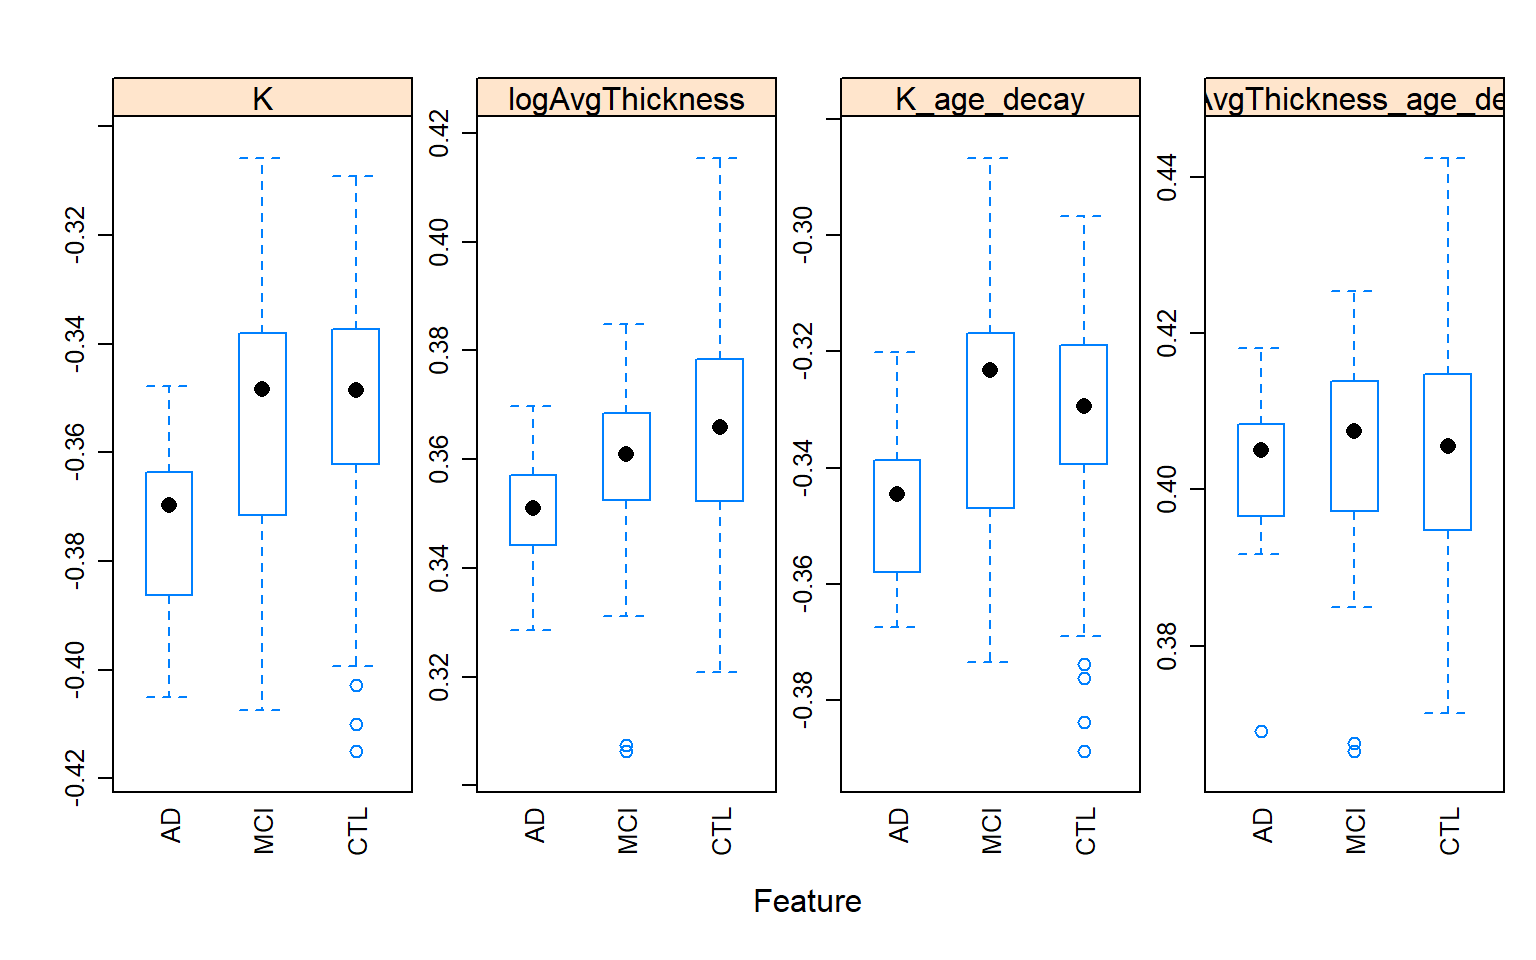 K
logAvgThickness
K_age_decay
AvgThickness_age_de
-0.32
-0.34
-0.36
-0.38
-0.40
-0.42
0.42
0.40
0.38
0.36
0.34
0.32
-0.30
-0.32
-0.34
-0.36
-0.38
0.44
0.42
0.40
0.38
AD
MCI
CTL
AD
MCI
CTL
AD
MCI
CTL
AD
MCI
CTL
Feature